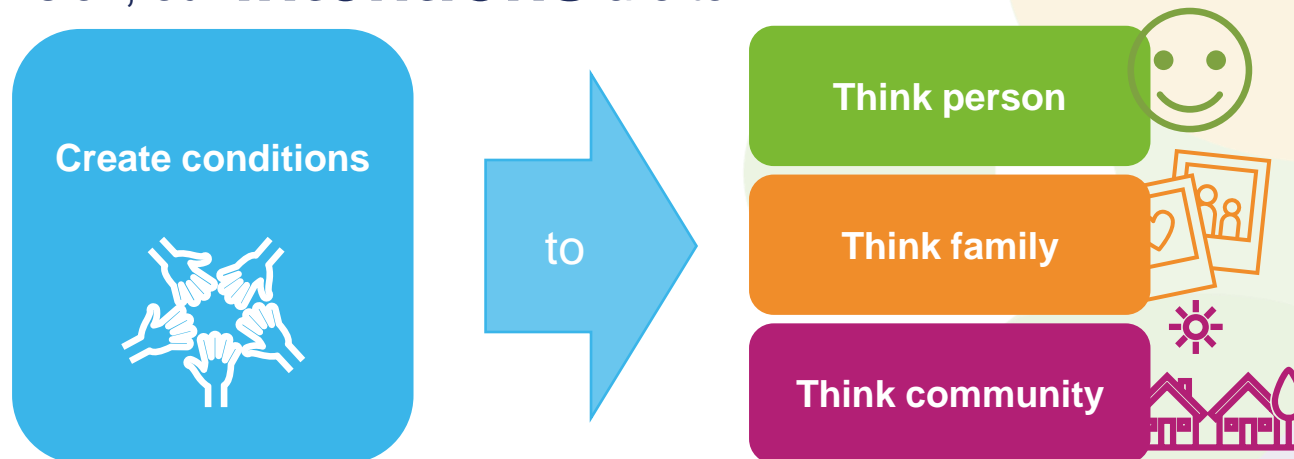 Create conditions
to
Think person
Think family
Think community